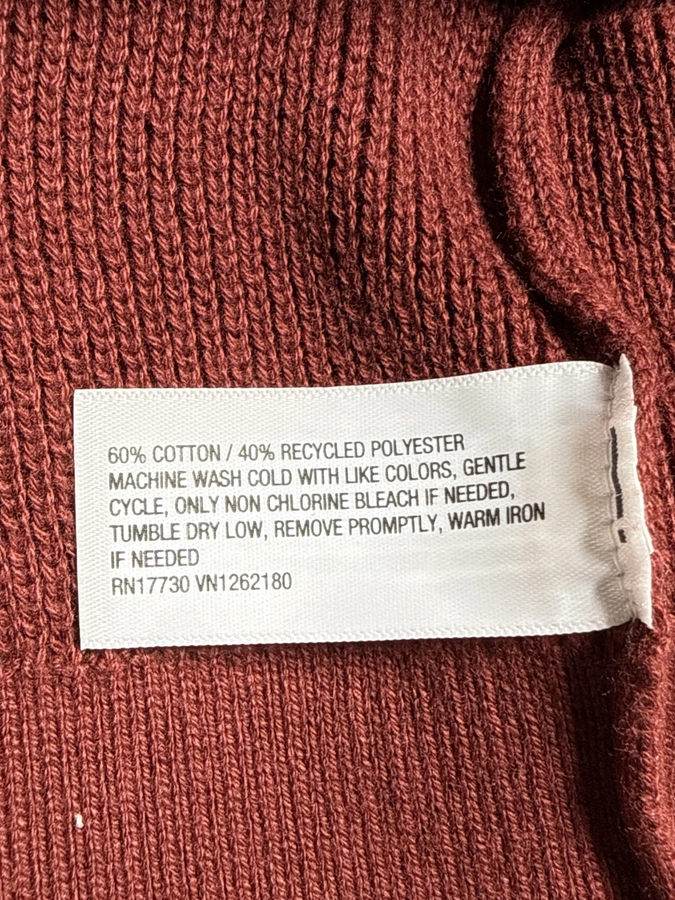 60% COTTON / 40% RECYCLED POLYESTER
MACHINE WASH COLD WITH LIKE COLORS, GENTLE
CYCLE, ONLY NON CHLORINE BLEACH IF NEEDED,
TUMBLE DRY LOW, REMOVE PROMPTLY, WARM IRON
IF NEEDED
RN17730 VN1262180